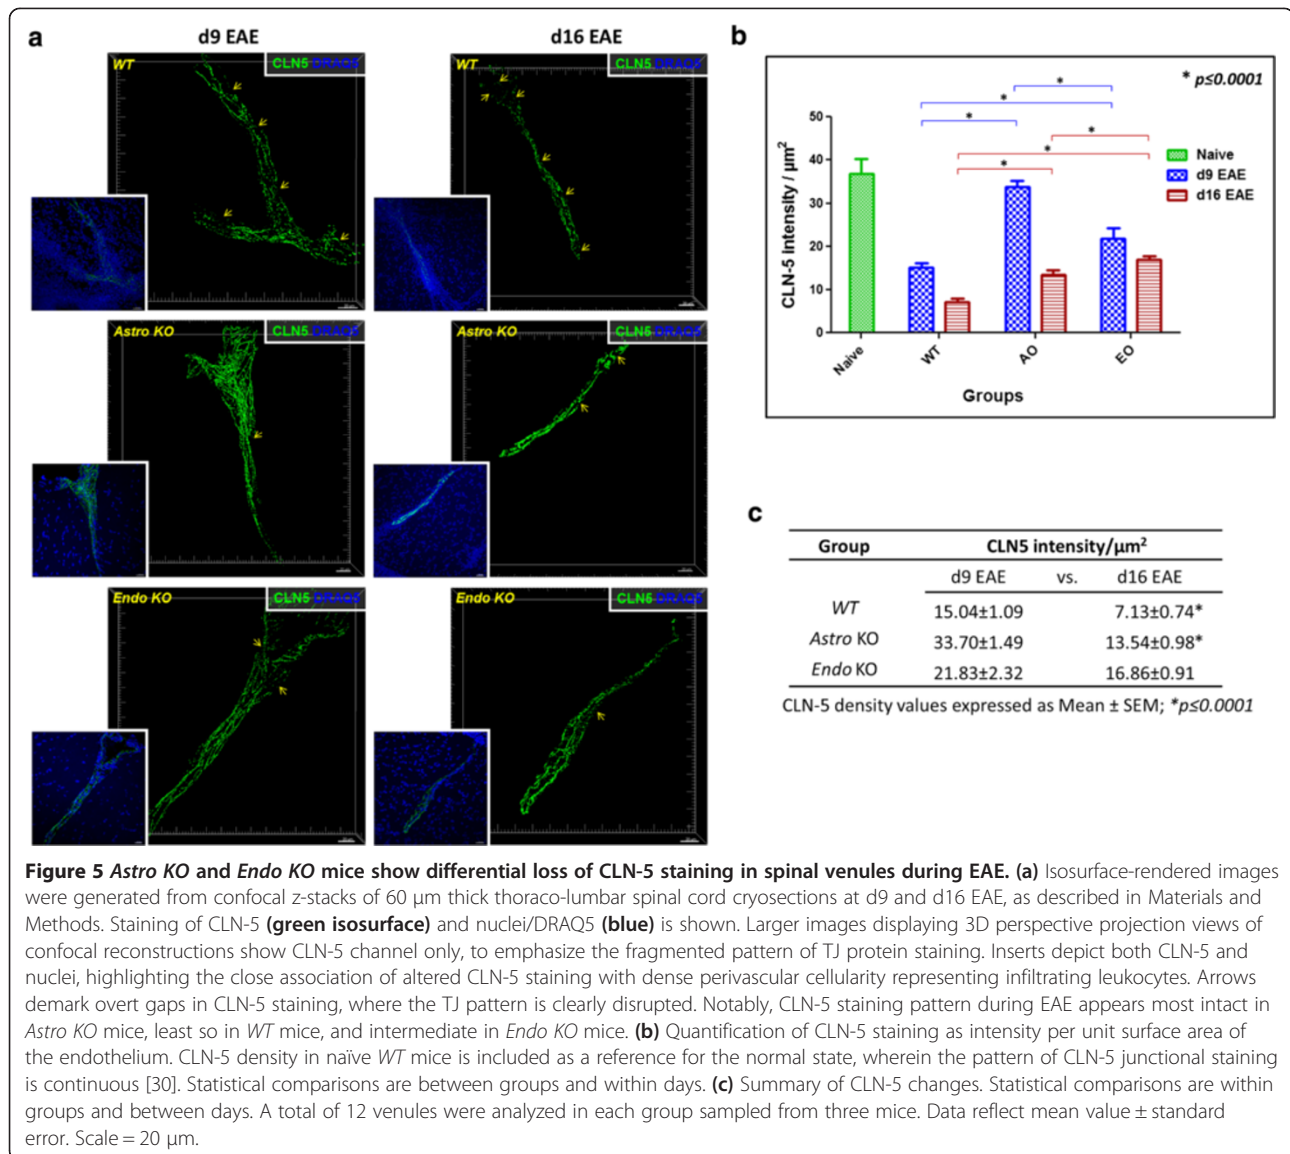 a
d9 EAE
d16 EAE
WT
CLN5 DRAQ5
WT
CLN5 DRAQ5
Astro KO
CLN5 DRAQ5
Astro KO
CLN5 DRAQ5
Endo KO
CLN5 DRAQ5
Endo KO
CLN5 DRAQ5
b
* p≤0.0001
*
*
*
*
*
*
CLN-5 Intensity / µm²
50
40
30
20
10
0
Naive
d9 EAE
d16 EAE
Naive
WT
AO
EO
Groups
c
Group CLN5 intensity/µm²
d9 EAE vs. d16 EAE
WT 15.04±1.09 7.13±0.74*
Astro KO 33.70±1.49 13.54±0.98*
Endo KO 21.83±2.32 16.86±0.91
CLN-5 density values expressed as Mean ± SEM; *p≤0.0001
Figure 5 Astro KO and Endo KO mice show differential loss of CLN-5 staining in spinal venules during EAE. (a) Isosurface-rendered images
were generated from confocal z-stacks of 60 µm thick thoraco-lumbar spinal cord cryosections at d9 and d16 EAE, as described in Materials and
Methods. Staining of CLN-5 (green isosurface) and nuclei/DRAQ5 (blue) is shown. Larger images displaying 3D perspective projection views of
confocal reconstructions show CLN-5 channel only, to emphasize the fragmented pattern of TJ protein staining. Inserts depict both CLN-5 and
nuclei, highlighting the close association of altered CLN-5 staining with dense perivascular cellularity representing infiltrating leukocytes. Arrows
demark overt gaps in CLN-5 staining, where the TJ pattern is clearly disrupted. Notably, CLN-5 staining pattern during EAE appears most intact in
Astro KO mice, least so in WT mice, and intermediate in Endo KO mice. (b) Quantification of CLN-5 staining as intensity per unit surface area of
the endothelium. CLN-5 density in naïve WT mice is included as a reference for the normal state, wherein the pattern of CLN-5 junctional staining
is continuous [30]. Statistical comparisons are between groups and within days. (c) Summary of CLN-5 changes. Statistical comparisons are within
groups and between days. A total of 12 venules were analyzed in each group sampled from three mice. Data reflect mean value ± standard
error. Scale = 20 µm.